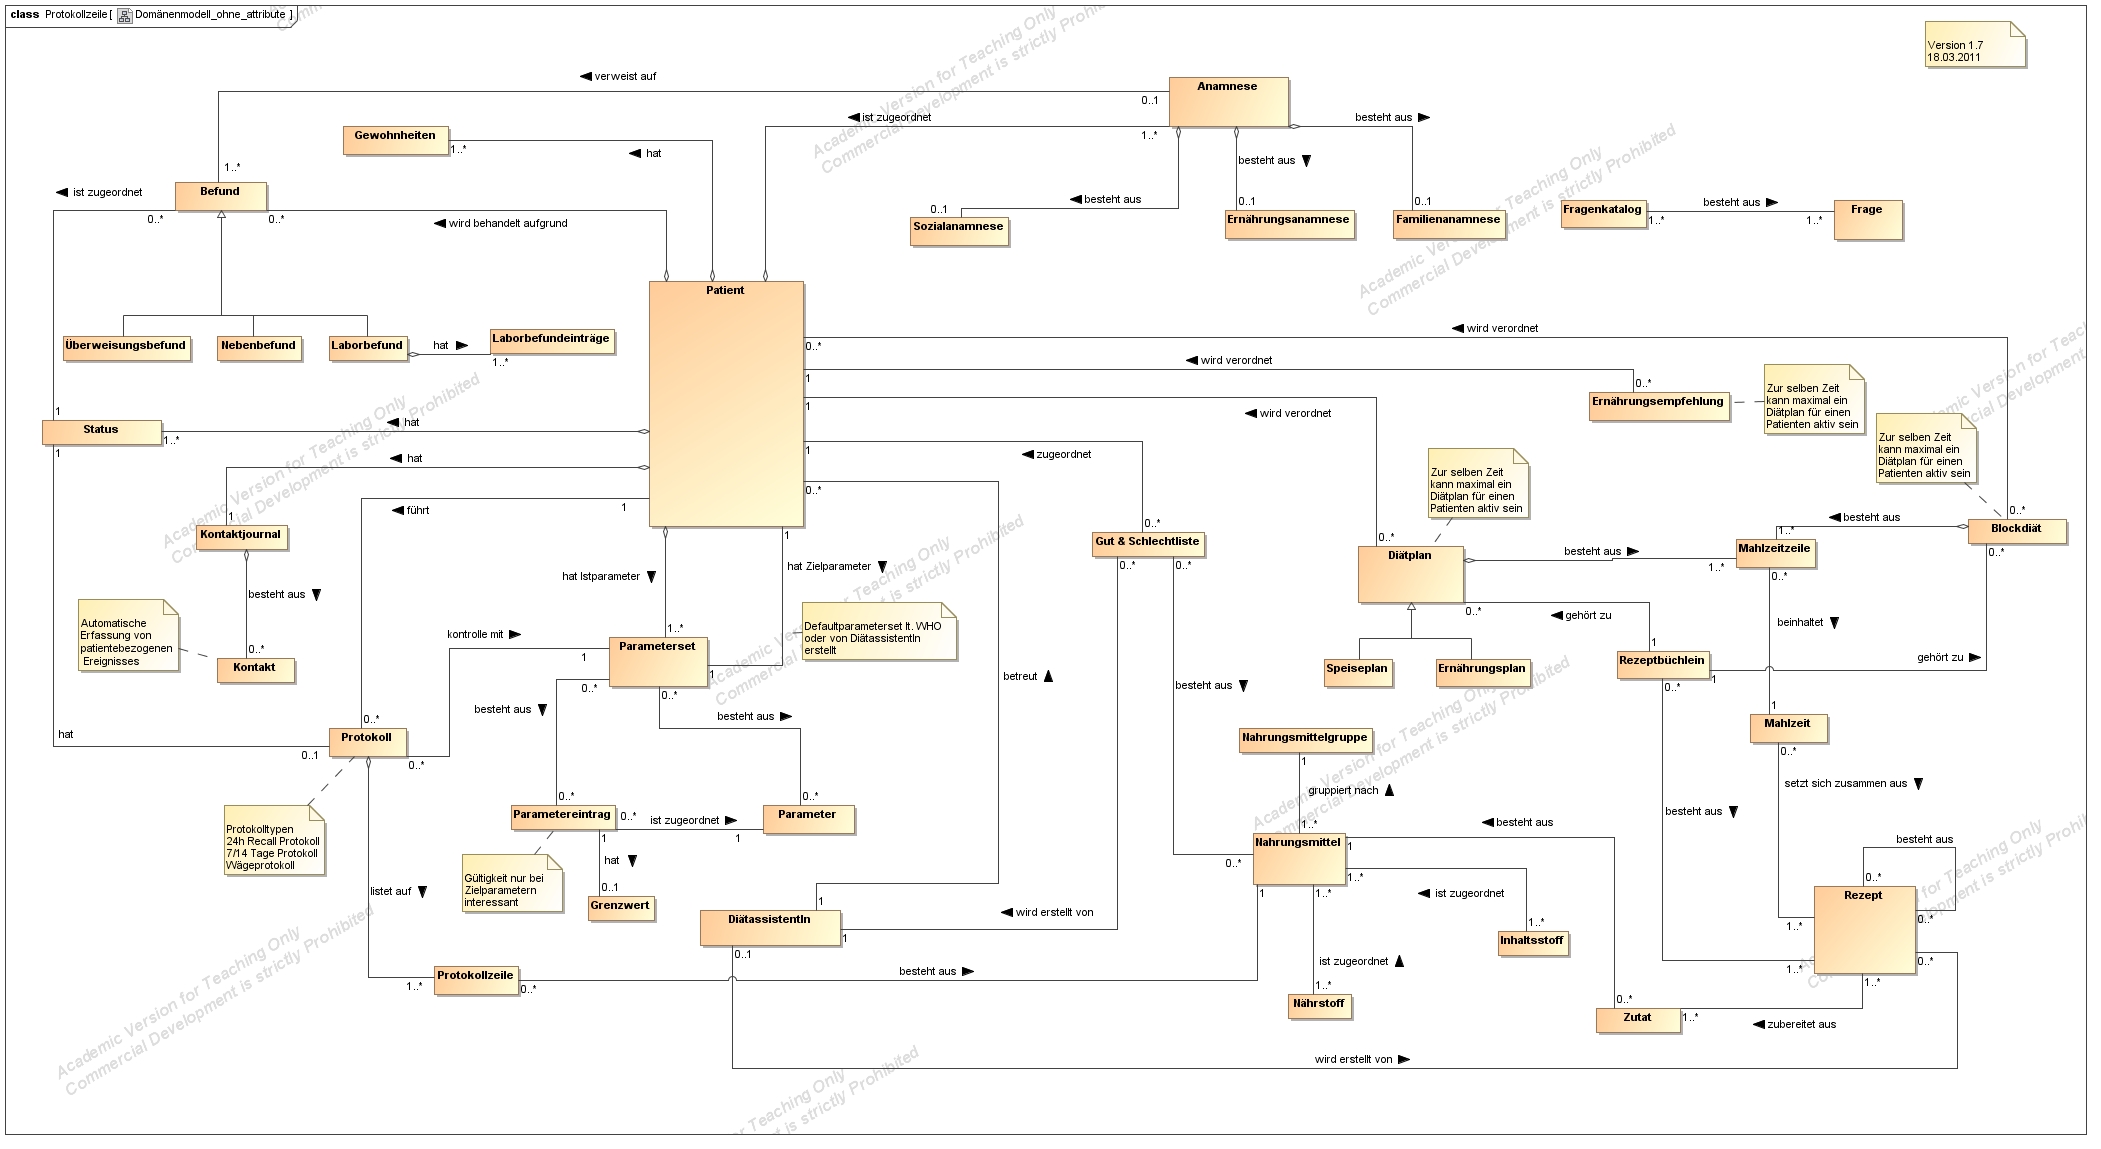 class Protokollzeile [ Domänenmodell_ohne_attribute ]
Version 1.7
18.03.2011
verweist auf
Anamnese
0..1
ist zugeordnet
1..*
besteht aus
Gewohnheiten
1..*
hat
besteht aus
1..*
Befund
ist zugeordnet
0..*
0..*
wird behandelt aufgrund
besteht aus
0..1
Sozialanamnese
0..1
Ernährungsanamnese
0..1
Familienanamnese
Fragenkatalog
1..*
besteht aus
1..*
Frage
Patient
Überweisungsbefund
Nebenbefund
Laborbefund
hat
Laborbefundeinträge
1..*
wird verordnet
0..*
wird verordnet
1
0..*
Ernährungsempfehlung
Zur selben Zeit
kann maximal ein
Diätplan für einen
Patienten aktiv sein
1
wird verordnet
Zur selben Zeit
kann maximal ein
Diätplan für einen
Patienten aktiv sein
1
Status
1..*
1
hat
hat
1
Kontaktjournal
führt
1
1
zugeordnet
0..*
0..*
Gut & Schlechtliste
0..*
0..*
Zur selben Zeit
kann maximal ein
Diätplan für einen
Patienten aktiv sein
0..*
Diätplan
besteht aus
1..*
0..*
besteht aus
1..*
Mahlzeitzeile
0..*
0..*
Blockdiät
0..*
1
hat Istparameter
hat Zielparameter
besteht aus
Automatische
Erfassung von
patientebezogenen
Ereignisses
0..*
Kontakt
kontrolle mit
1
1..*
Parameterset
1
0..*
0..*
Defaultparameterset lt. WHO
oder von DiätassistentIn
erstellt
betreut
besteht aus
gehört zu
1
Rezeptbüchlein
0..*
1
beinhaltet
gehört zu
Speiseplan
Ernährungsplan
besteht aus
besteht aus
hat
0..1
0..*
Protokoll
0..*
Nahrungsmittelgruppe
1
gruppiert nach
1..*
1
Mahlzeit
0..*
setzt sich zusammen aus
besteht aus
Protokolltypen
24h Recall Protokoll
7/14 Tage Protokoll
Wägeprotokoll
0..*
Parametereintrag
0..*
1
ist zugeordnet
1
0..*
Parameter
hat
0..1
Grenzwert
Gültigkeit nur bei
Zielparametern
interessant
listet auf
Nahrungsmittel
0..*
1
1..*
1
1..*
besteht aus
ist zugeordnet
1..*
Inhaltsstoff
besteht aus
0..*
Rezept
0..*
1..*
1..*
0..*
1..*
1
DiätassistentIn
1
0..1
wird erstellt von
Protokollzeile
1..*
0..*
besteht aus
ist zugeordnet
1..*
Nährstoff
0..*
Zutat
1..*
zubereitet aus
wird erstellt von
Academic Version for Teaching Only
Commercial Development is strictly Prohibited